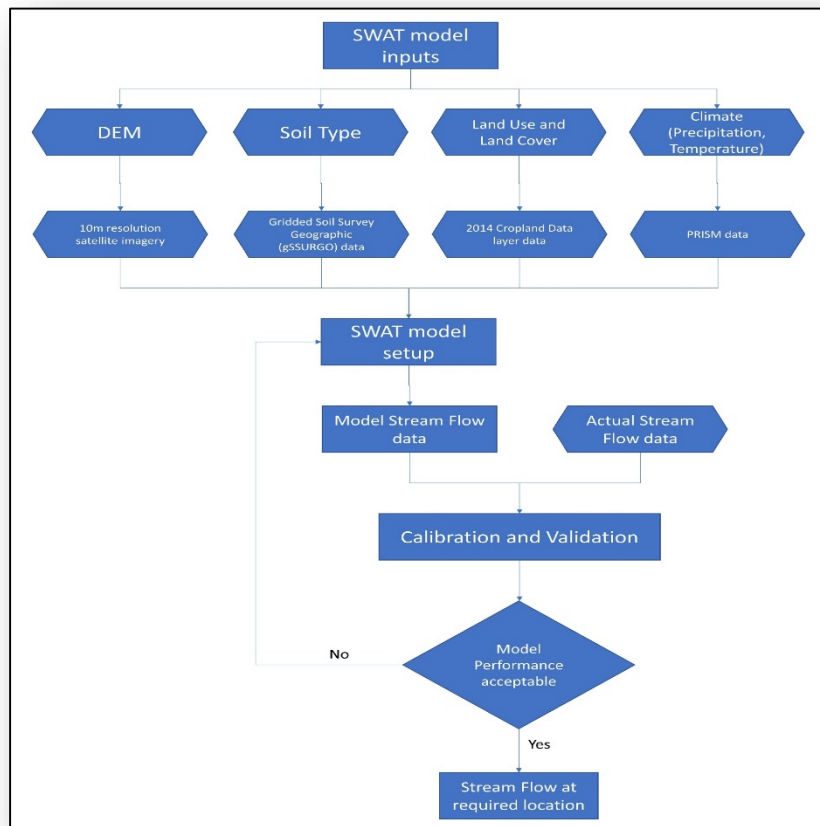 SWAT model
inputs
DEM
Soil Type
Land Use and
Land Cover
Climate
(Precipitation,
Temperature)
10m resolution
satellite imagery
Gridded Soil Survey
Geographic
(gSSURGO) data
2014 Cropland Data
layer data
PRISM data
SWAT model
setup
Model Stream Flow
data
Actual Stream
Flow data
Calibration and Validation
Model
Performance
acceptable
No
Yes
Stream Flow at
required location